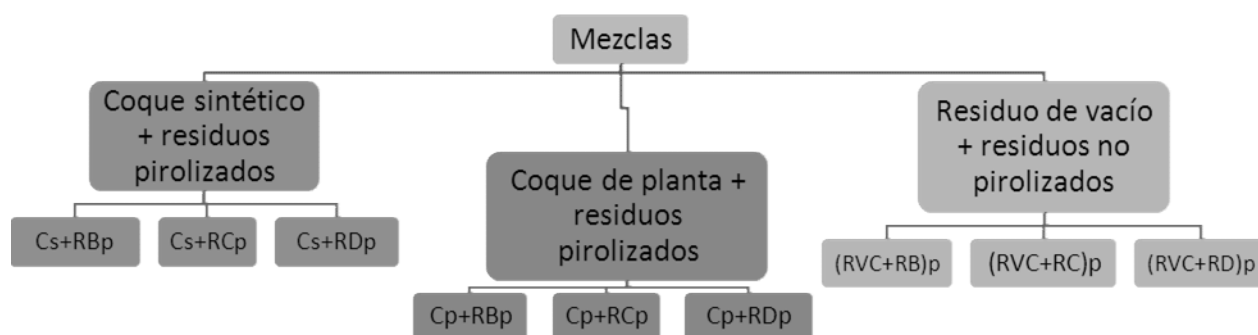 Mezclas
Coque sintético
+ residuos
pirolizados
Cs+RBp
Cs+RCp
Cs+RDp
Coque de planta +
residuos
pirolizados
Cp+RBp
Cp+RCp
Cp+RDp
Residuo de vacío
+ residuos no
pirolizados
(RVC+RB)p
(RVC+RC)p
(RVC+RD)p